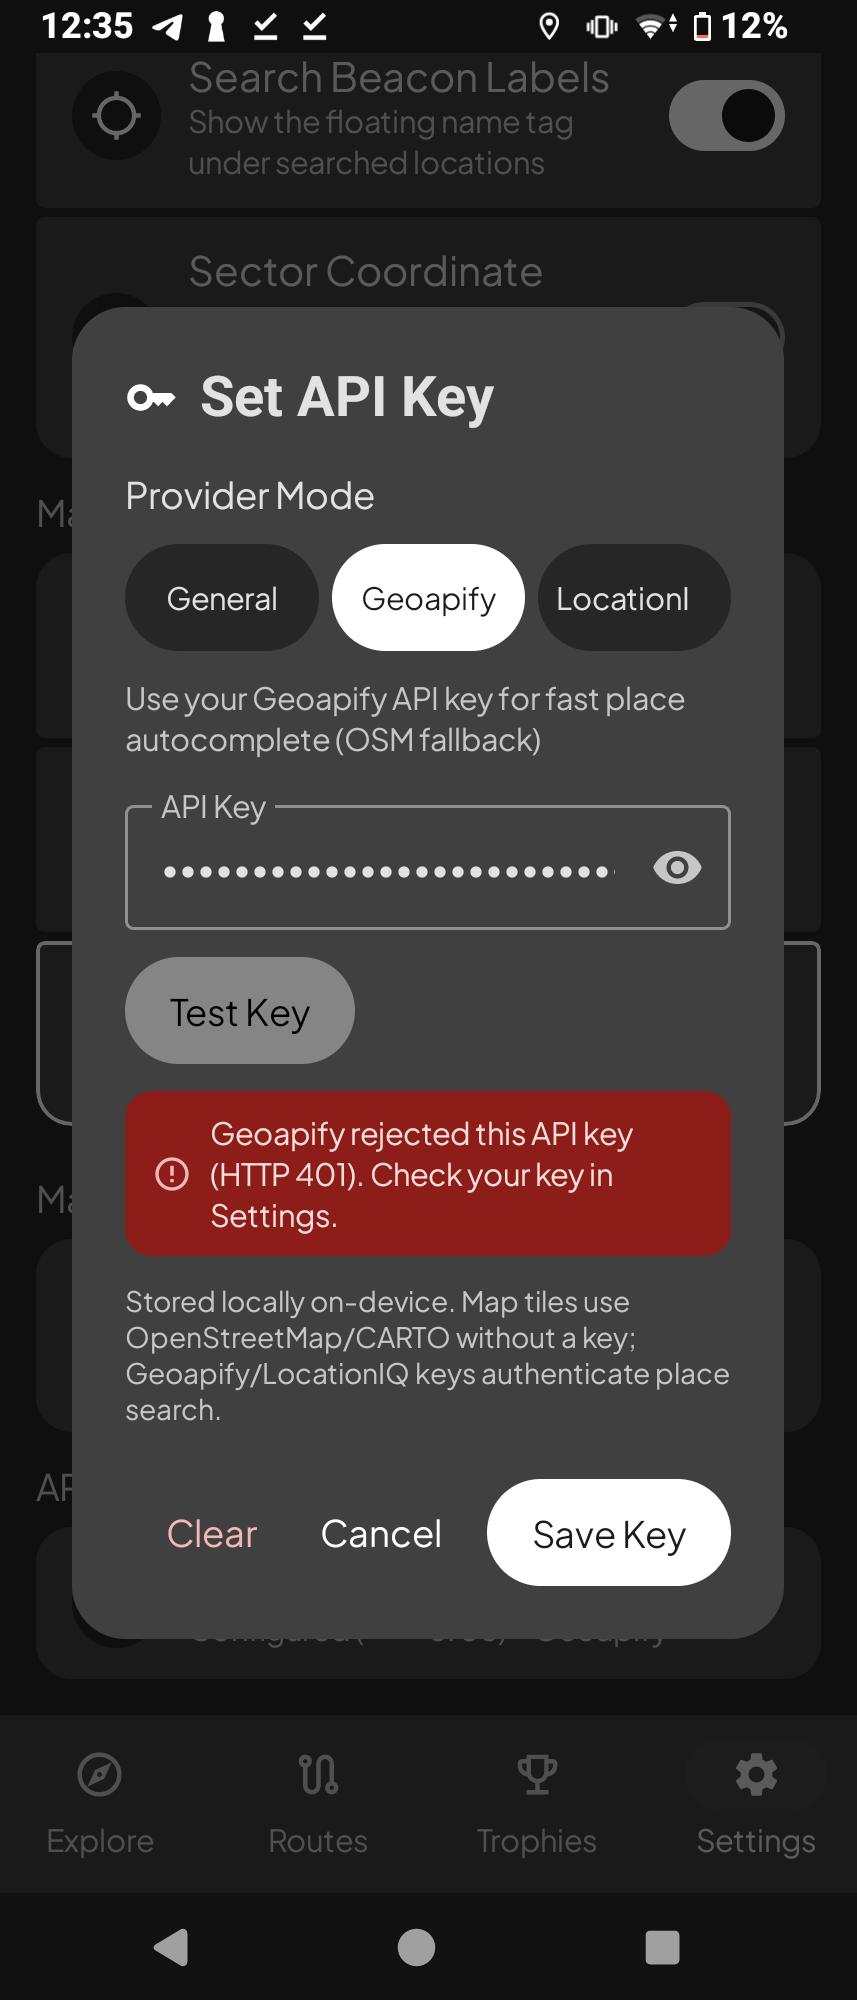 12:35
12%
Search Beacon Labels
Show the floating name tag
under searched locations
Sector Coordinate
Set API Key
Provider Mode
General
Geoapify
LocationI
Use your Geoapify API key for fast place
autocomplete (OSM fallback)
API Key
Test Key
Geoapify rejected this API key
(HTTP 401). Check your key in
Settings.
Stored locally on-device. Map tiles use
OpenStreetMap/CARTO without a key;
Geoapify/LocationIQ keys authenticate place
search.
Clear
Cancel
Save Key
Explore
Routes
Trophies
Settings